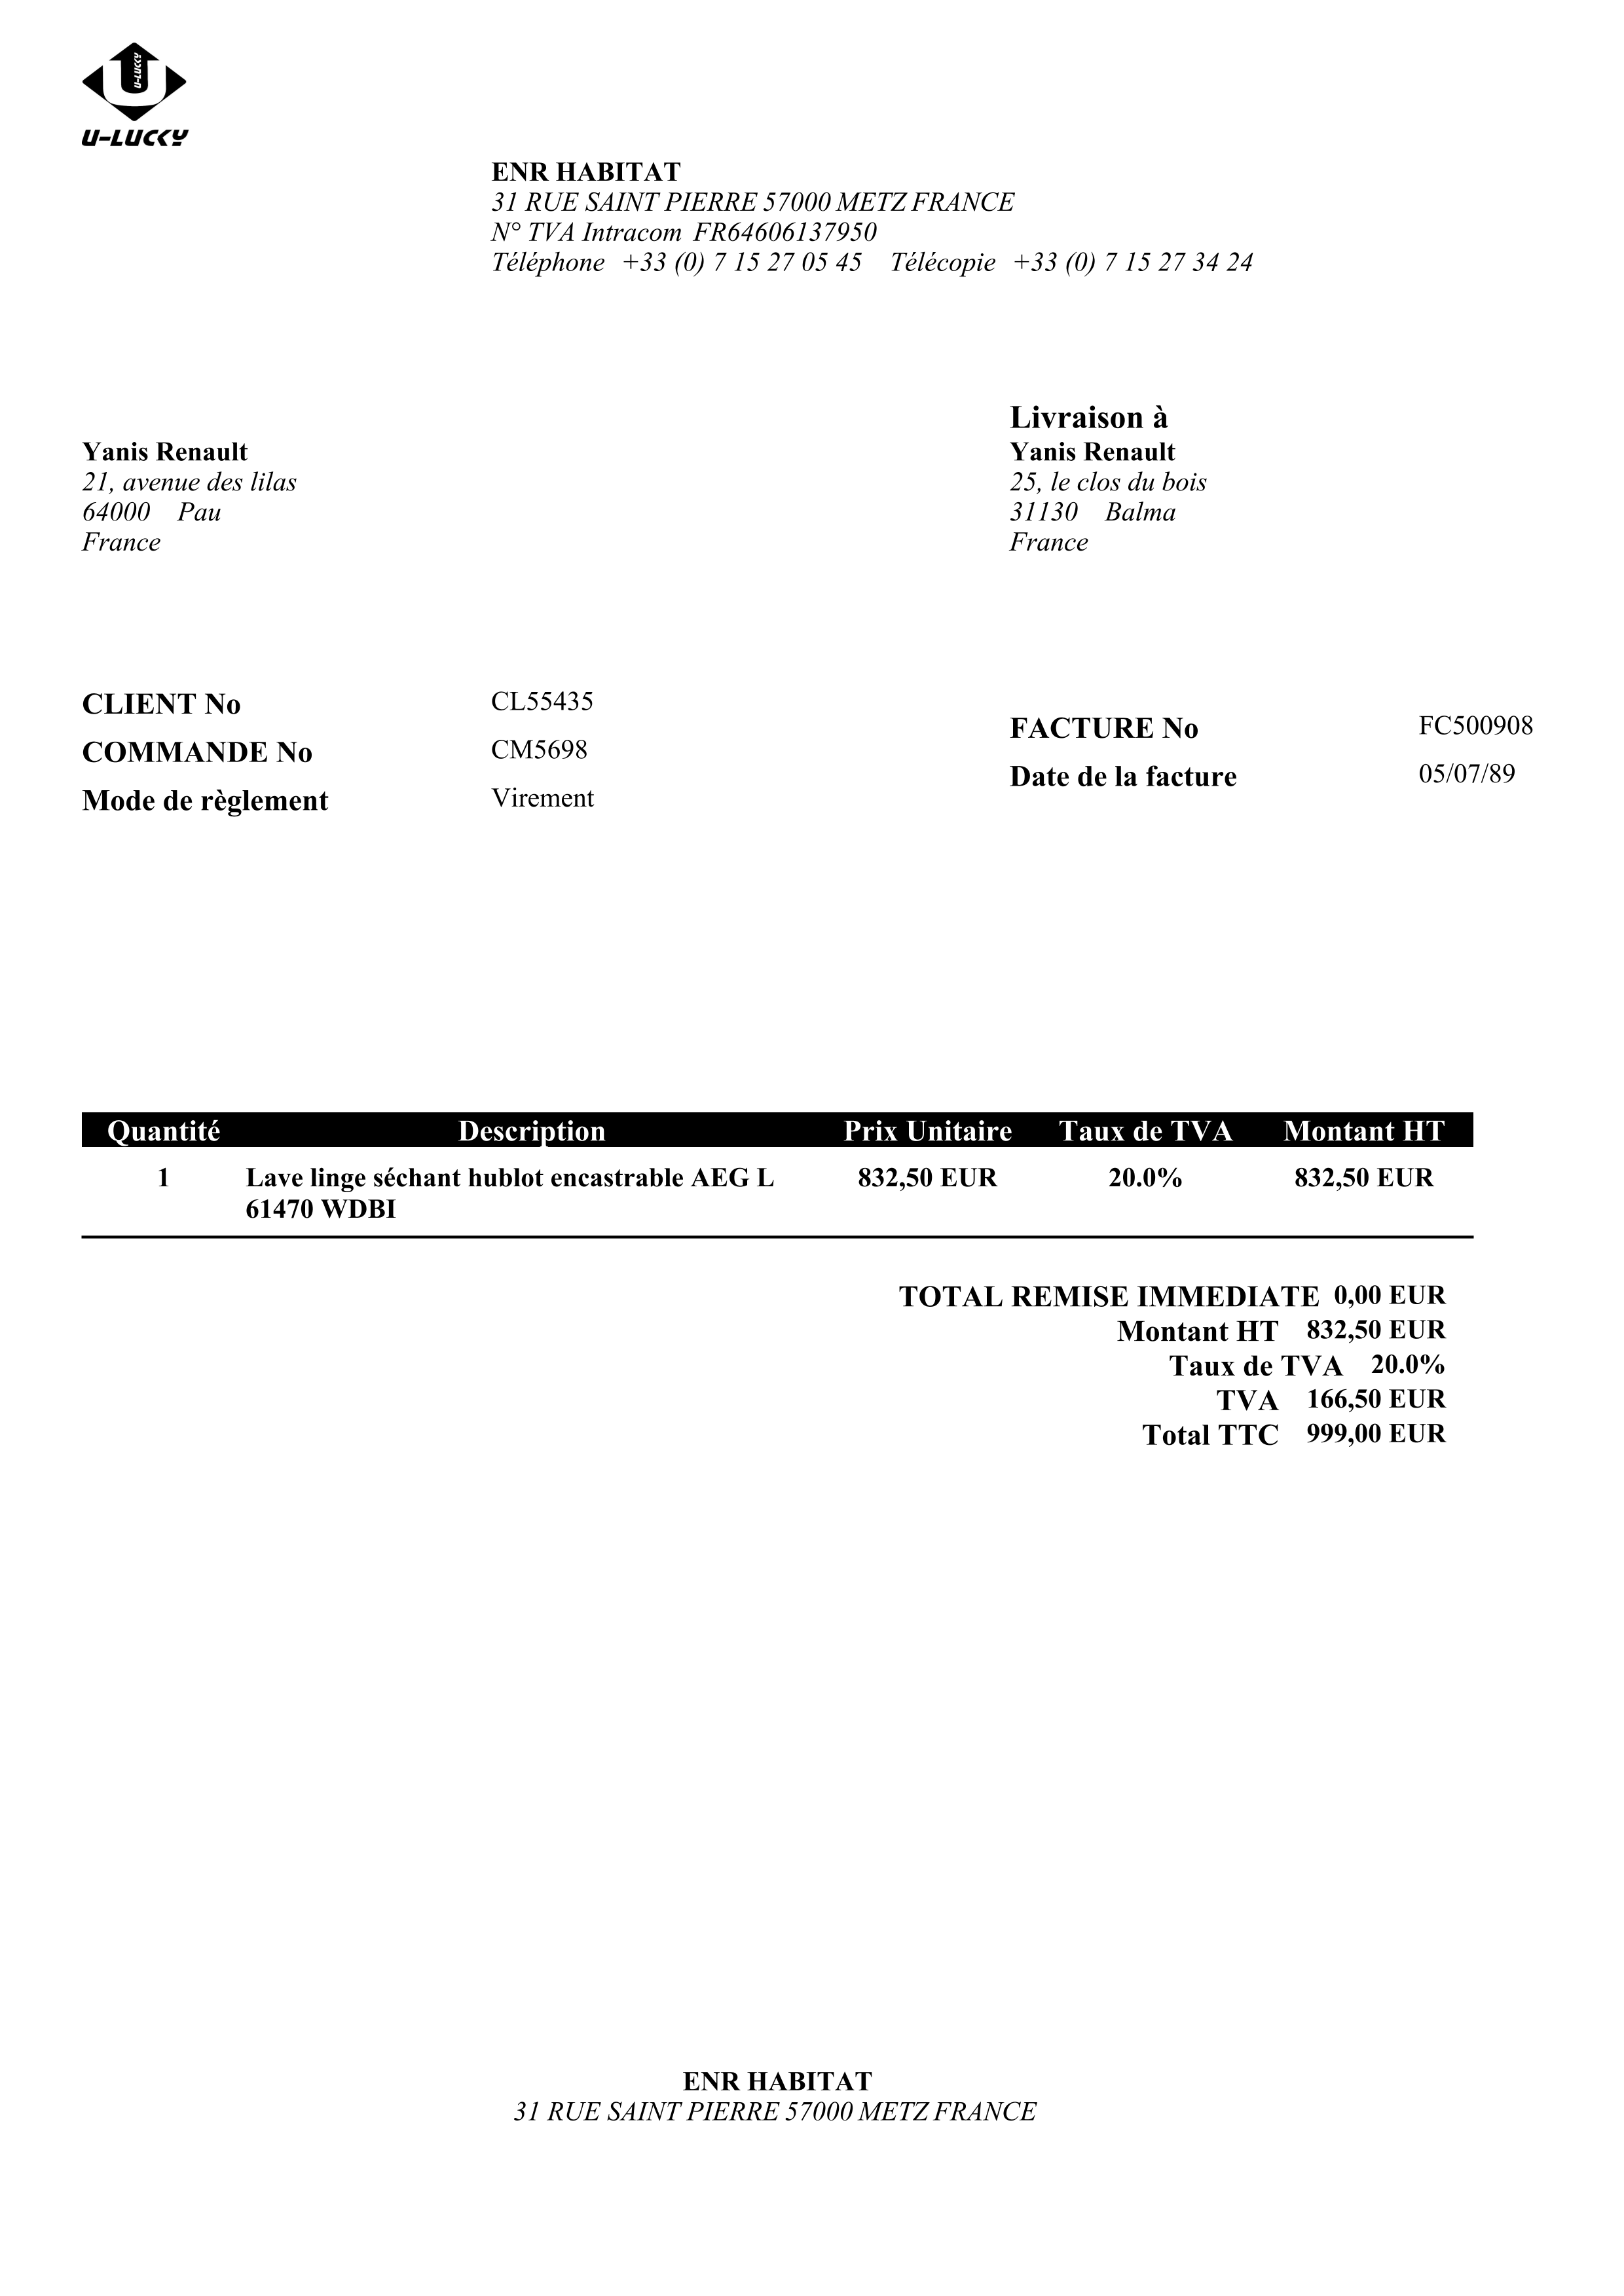 U-LUCKY
U-LUCKY
ENR HABITAT
31 RUE SAINT PIERRE 57000 METZ FRANCE
N° TVA Intracom FR64606137950
Téléphone +33 (0) 7 15 27 05 45 Télécopie +33 (0) 7 15 27 34 24
Livraison à
Yanis Renault
21, avenue des lilas
64000 Pau
France
Yanis Renault
25, le clos du bois
31130 Balma
France
CLIENT No CL55435
COMMANDE No CM5698
Mode de règlement Virement
FACTURE No FC500908
Date de la facture 05/07/89
Quantité Description Prix Unitaire Taux de TVA Montant HT
1 Lave linge séchant hublot encastrable AEG L 832,50 EUR 20.0% 832,50 EUR
61470 WDBI
TOTAL REMISE IMMEDIATE 0,00 EUR
Montant HT 832,50 EUR
Taux de TVA 20.0%
TVA 166,50 EUR
Total TTC 999,00 EUR
ENR HABITAT
31 RUE SAINT PIERRE 57000 METZ FRANCE